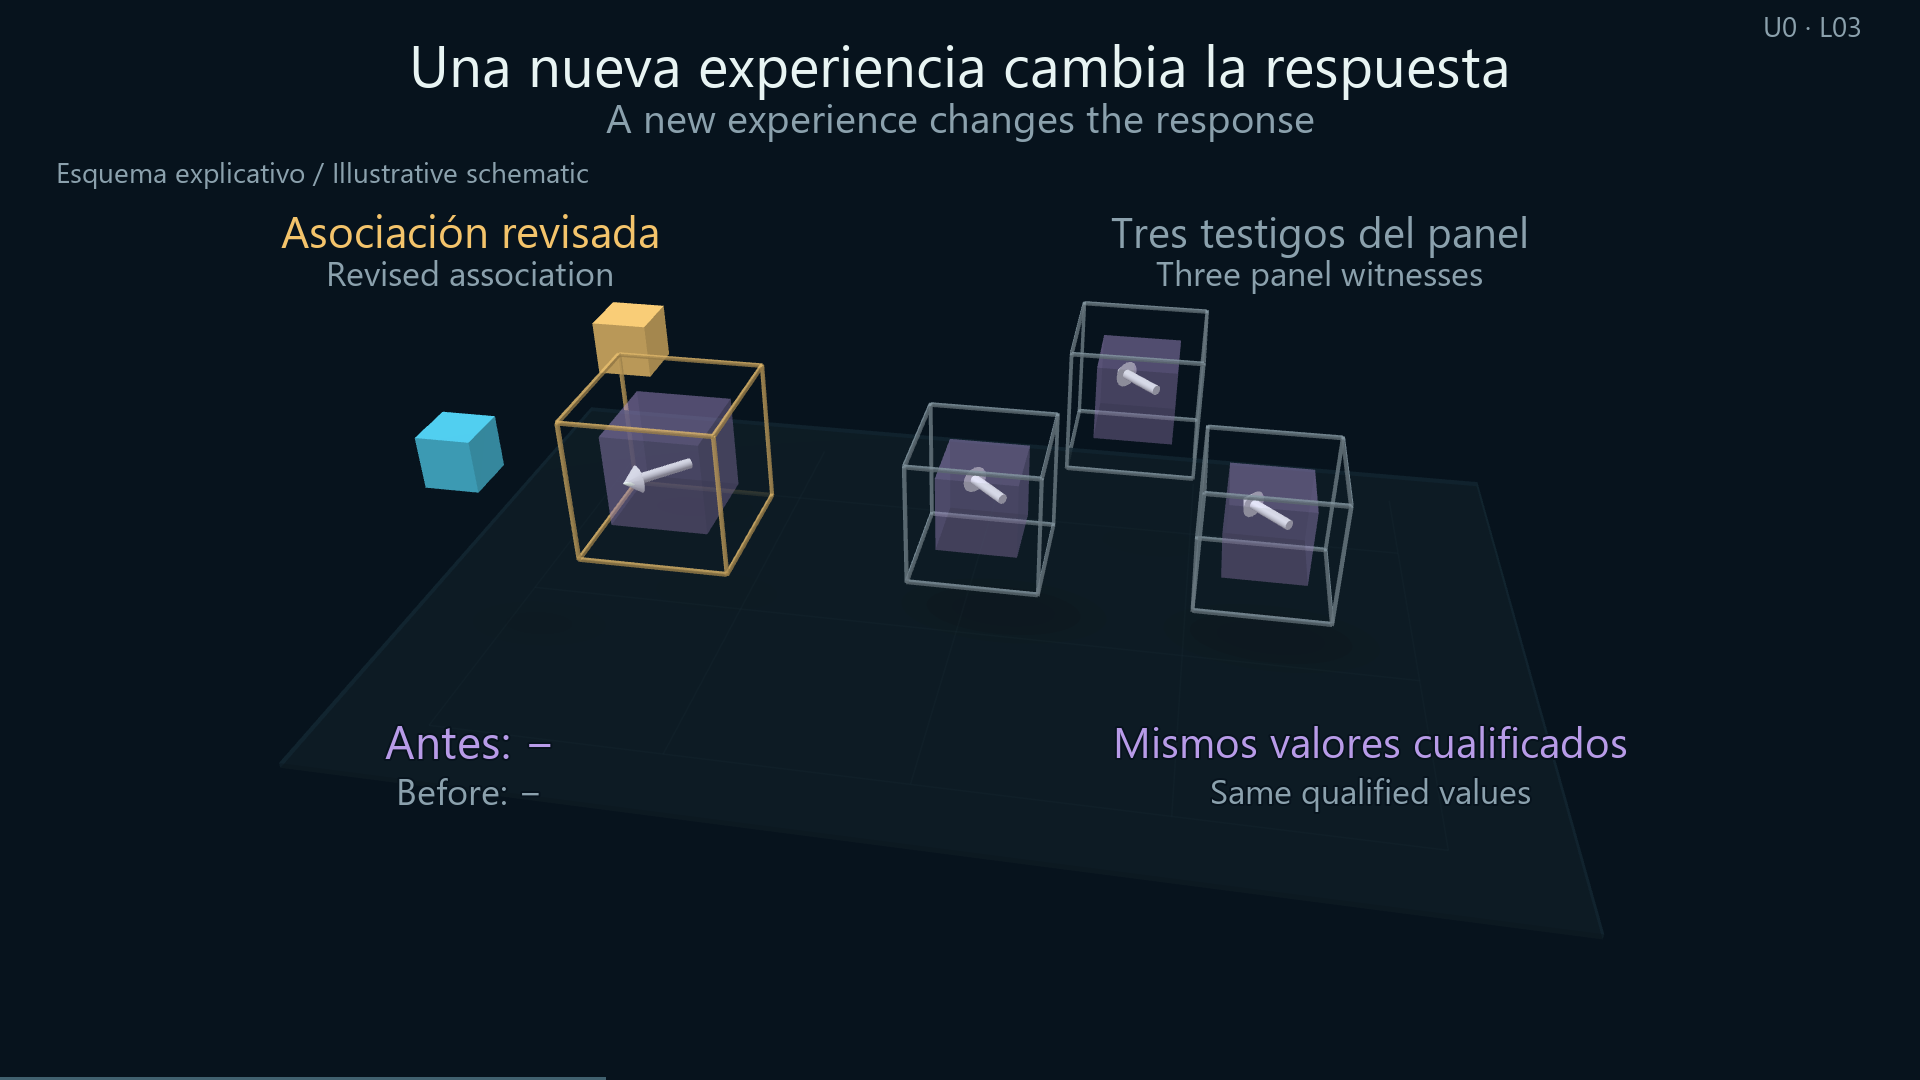 U0 · L03
Una nueva experiencia cambia la respuesta
A new experience changes the response
Esquema explicativo / Illustrative schematic
Asociación revisada
Revised association
Tres testigos del panel
Three panel witnesses
Antes: –
Before: –
Mismos valores cualificados
Same qualified values